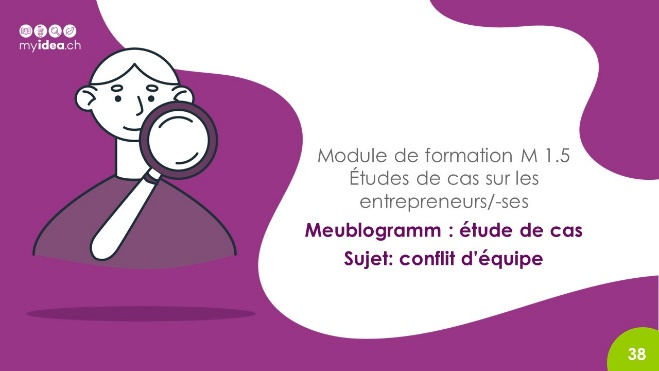 myidea.ch
Module de formation M 1.5
Études de cas sur les
entrepreneurs/-ses
Meublogramm : étude de cas
Sujet: conflit d'équipe
38